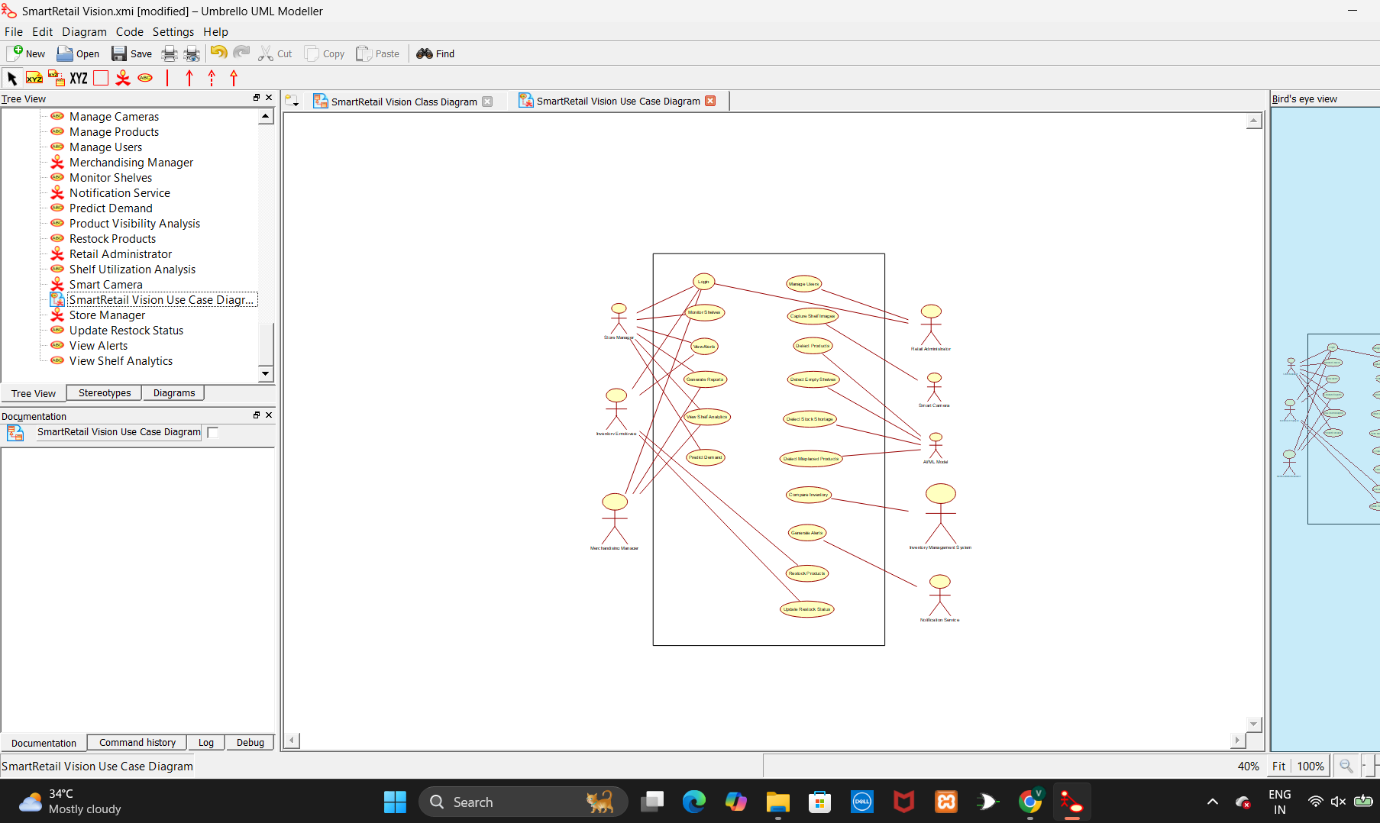 SmartRetail Vision.xmi [modified] – Umbrello UML Modeller
File Edit Diagram Code Settings Help
New Open Save Cut Copy Paste Find
XYZ XYZ ABC
Tree View
SmartRetail Vision Class Diagram
SmartRetail Vision Use Case Diagram
Bird's eye view
Manage Cameras
Manage Products
Manage Users
Merchandising Manager
Monitor Shelves
Notification Service
Predict Demand
Product Visibility Analysis
Restock Products
Retail Administrator
Shelf Utilization Analysis
Smart Camera
SmartRetail Vision Use Case Diagr...
Store Manager
Update Restock Status
View Alerts
View Shelf Analytics
Tree View Stereotypes Diagrams
Documentation
SmartRetail Vision Use Case Diagram
Documentation Command history Log Debug
Login
Manage Users
Monitor Shelves
Capture Shelf Images
Store Manager
View Alerts
Detect Products
Retail Administrator
Generate Reports
Detect Empty Shelves
Smart Camera
View Shelf Analytics
Detect Stock Shortage
Predict Demand
Detect Misplaced Products
AI/ML Model
Compare Inventory
Merchandising Manager
Generate Alerts
Inventory Management System
Restock Products
Update Restock Status
Notification Service
SmartRetail Vision Use Case Diagram
40% Fit 100%
34°C
Mostly cloudy
Search
DELL
V
ENG
IN